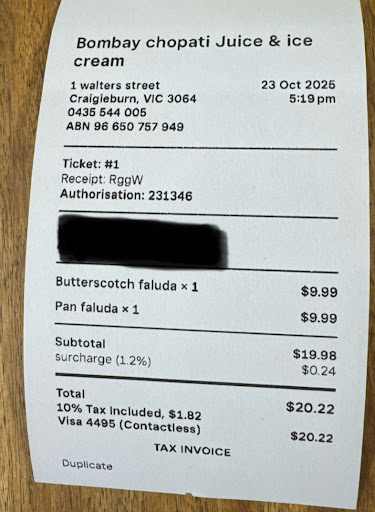 Bombay chopati Juice & ice
cream
1 walters street 23 Oct 2025
Craigieburn, VIC 3064 5:19 pm
0435 544 005
ABN 96 650 757 949
Ticket: #1
Receipt: RggW
Authorisation: 231346
Butterscotch faluda × 1 $9.99
Pan faluda × 1 $9.99
Subtotal $19.98
surcharge (1.2%) $0.24
Total $20.22
10% Tax included, $1.82
Visa 4495 (Contactless) $20.22
TAX INVOICE
Duplicate